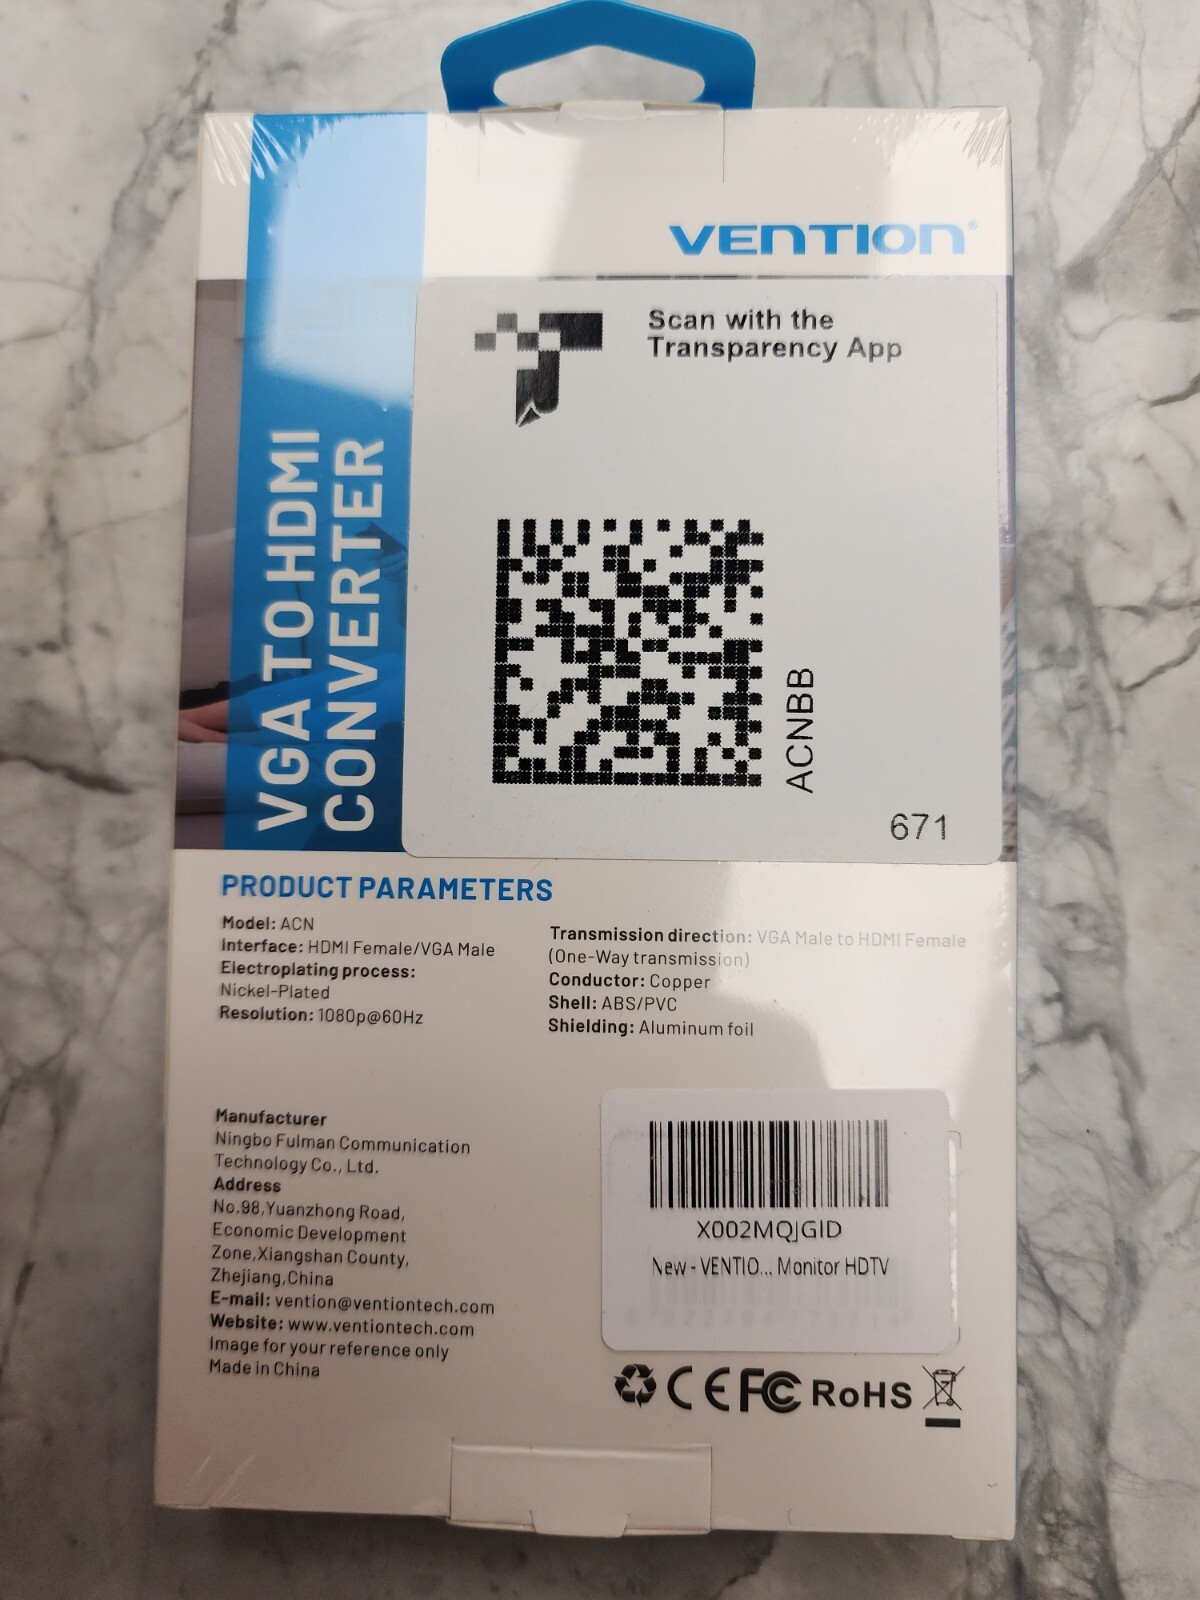 VENTION®
Scan with the
Transparency App
VGA TO HDMI
CONVERTER
ACNBB
671
PRODUCT PARAMETERS
Model: ACN
Interface: HDMI Female/VGA Male
Electroplating process:
Nickel-Plated
Resolution: 1080p@60Hz
Transmission direction: VGA Male to HDMI Female
(One-Way transmission)
Conductor: Copper
Shell: ABS/PVC
Shielding: Aluminum foil
Manufacturer
Ningbo Fulman Communication
Technology Co., Ltd.
Address
No.98,Yuanzhong Road,
Economic Development
Zone,Xiangshan County,
Zhejiang,China
E-mail: vention@ventiontech.com
Website: www.ventiontech.com
Image for your reference only
Made in China
X002MQJGID
New - VENTIO... Monitor HDTV
CE FC RoHS